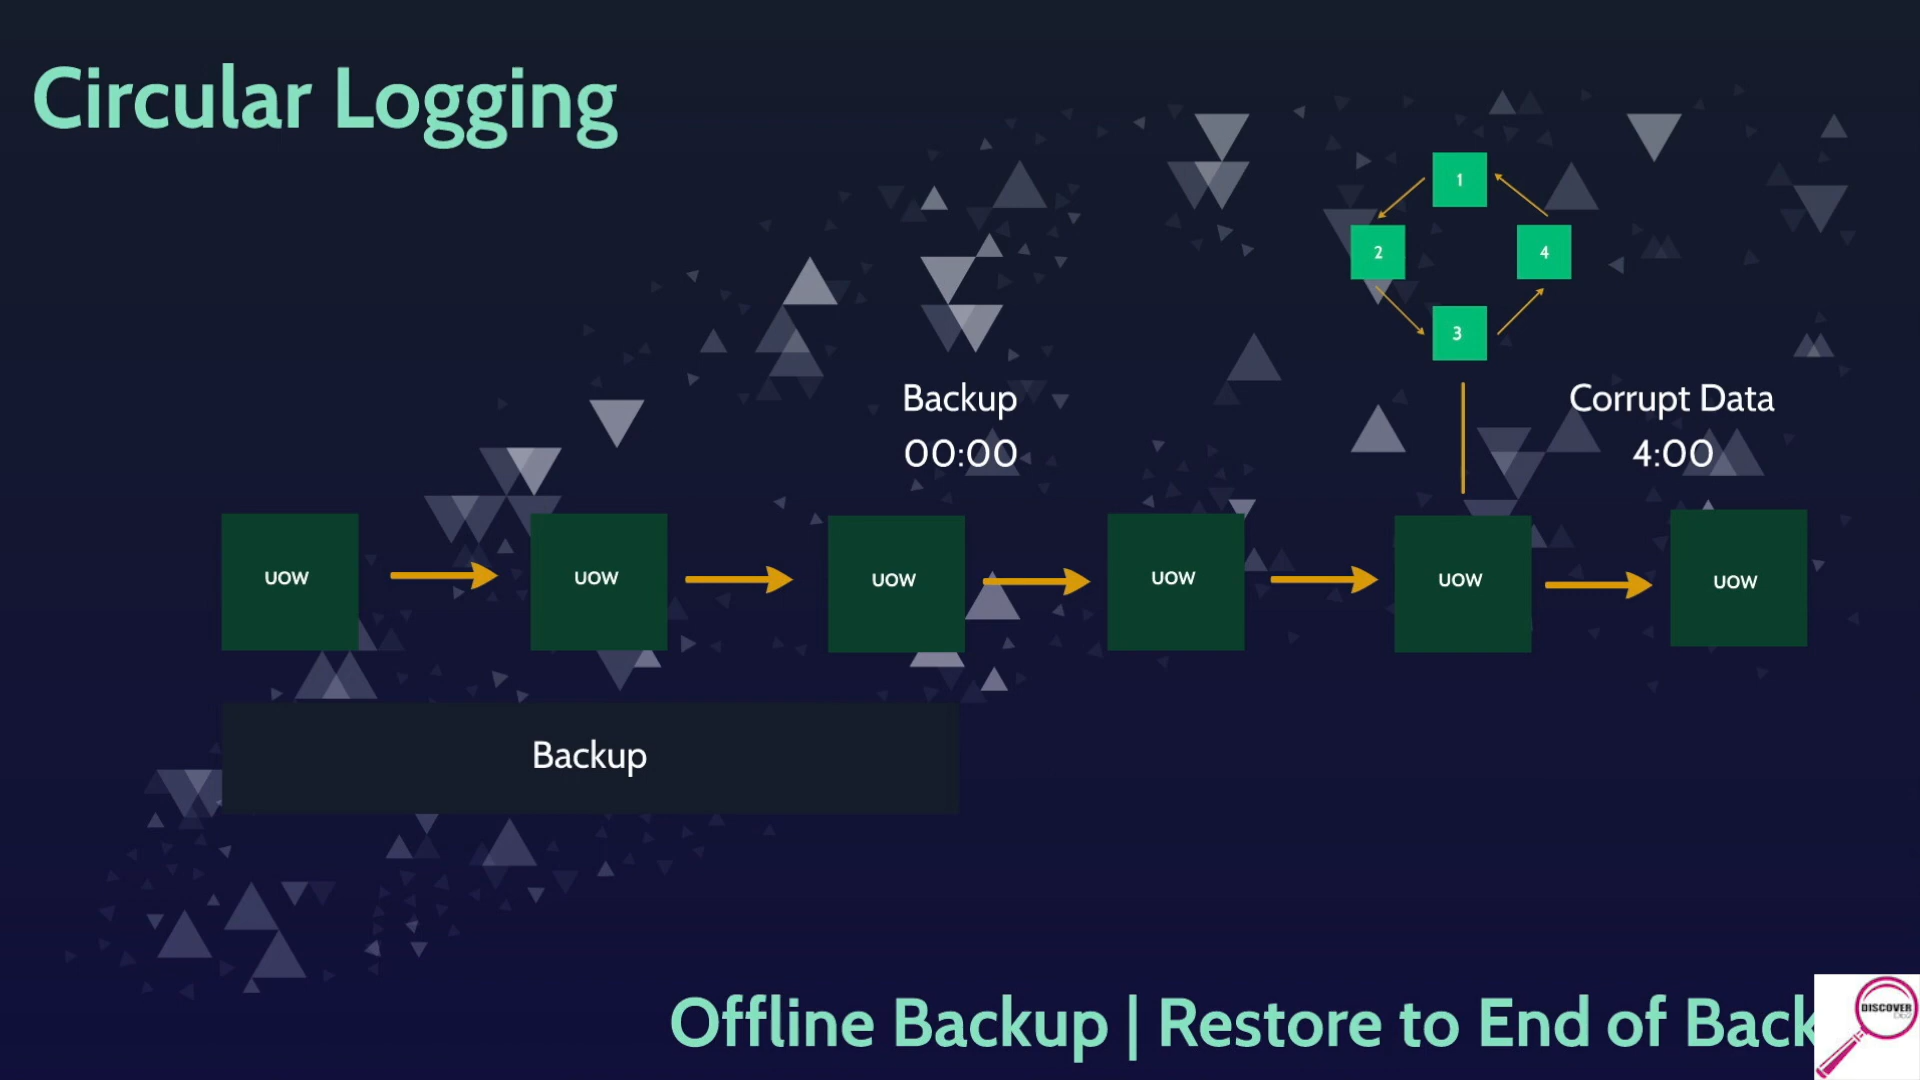 Circular Logging
1
2
4
3
Backup
00:00
Corrupt Data
4:00
UOW
UOW
UOW
UOW
UOW
UOW
Backup
Offline Backup | Restore to End of Back
DISCOVER